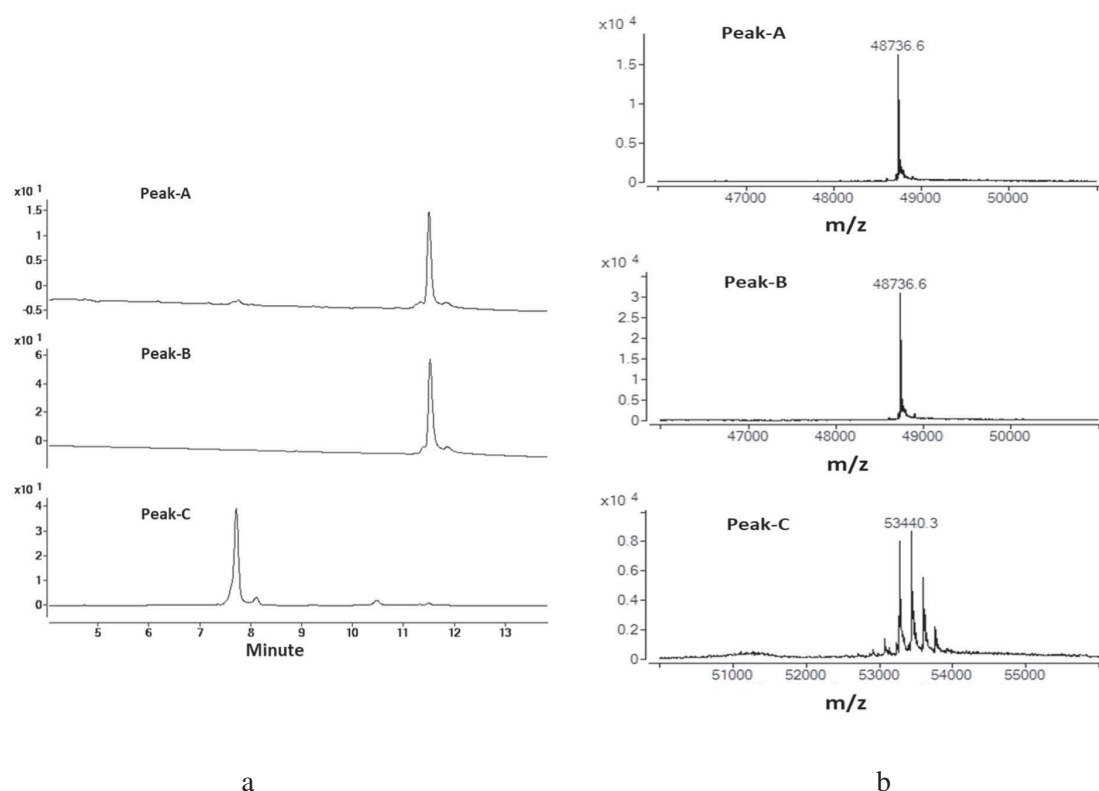 Peak-A
x10 1
1.5
1
0.5
0
-0.5
Peak-B
x10 1
6
4
2
0
Peak-C
x10 1
4
3
2
1
0
5 6 7 8 9 10 11 12 13
Minute
a
Peak-A
x10 4
48736.6
1.5
1
0.5
0
47000 48000 49000 50000
m/z
Peak-B
x10 4
48736.6
3
2.5
2
1.5
1
0.5
0
47000 48000 49000 50000
m/z
Peak-C
x10 4
53440.3
0.8
0.6
0.4
0.2
0
51000 52000 53000 54000 55000
m/z
b